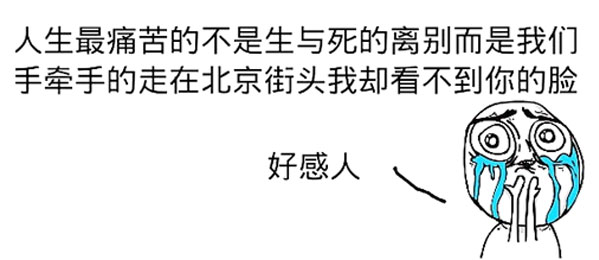 人生最痛苦的不是生与死的离别而是我们
手牵手的走在北京街头我却看不到你的脸
好感人